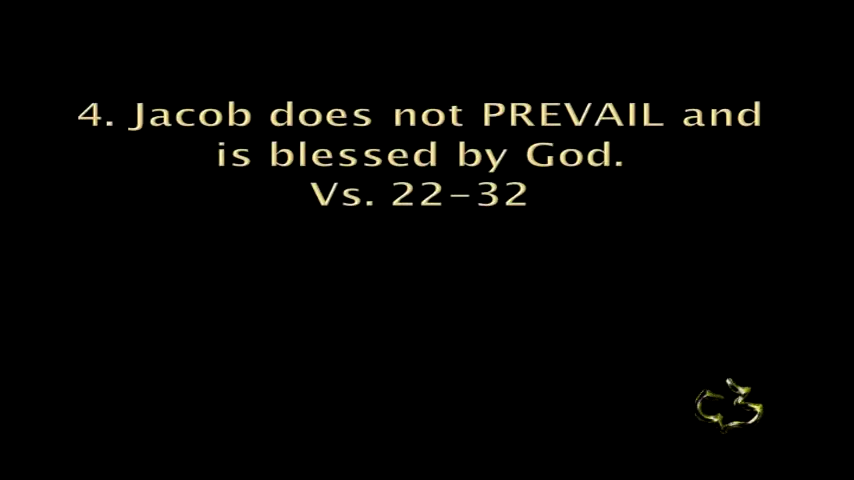 4. Jacob does not PREVAIL and
is blessed by God.
Vs. 22-32